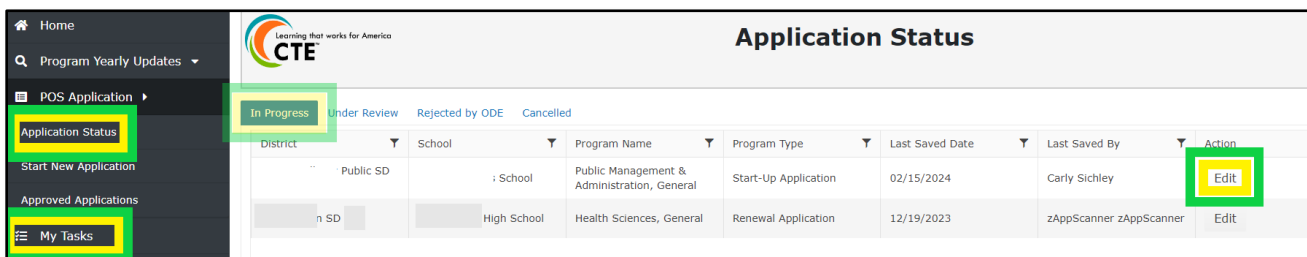 Home
Program Yearly Updates
POS Application
Application Status
Start New Application
Approved Applications
My Tasks
Learning that works for America
CTE™
Application Status
In Progress Under Review Rejected by ODE Cancelled
District School Program Name Program Type Last Saved Date Last Saved By Action
Public SD School Public Management & Start-Up Application 02/15/2024 Carly Sichley Edit
Administration, General
n SD High School Health Sciences, General Renewal Application 12/19/2023 zAppScanner zAppScanner Edit